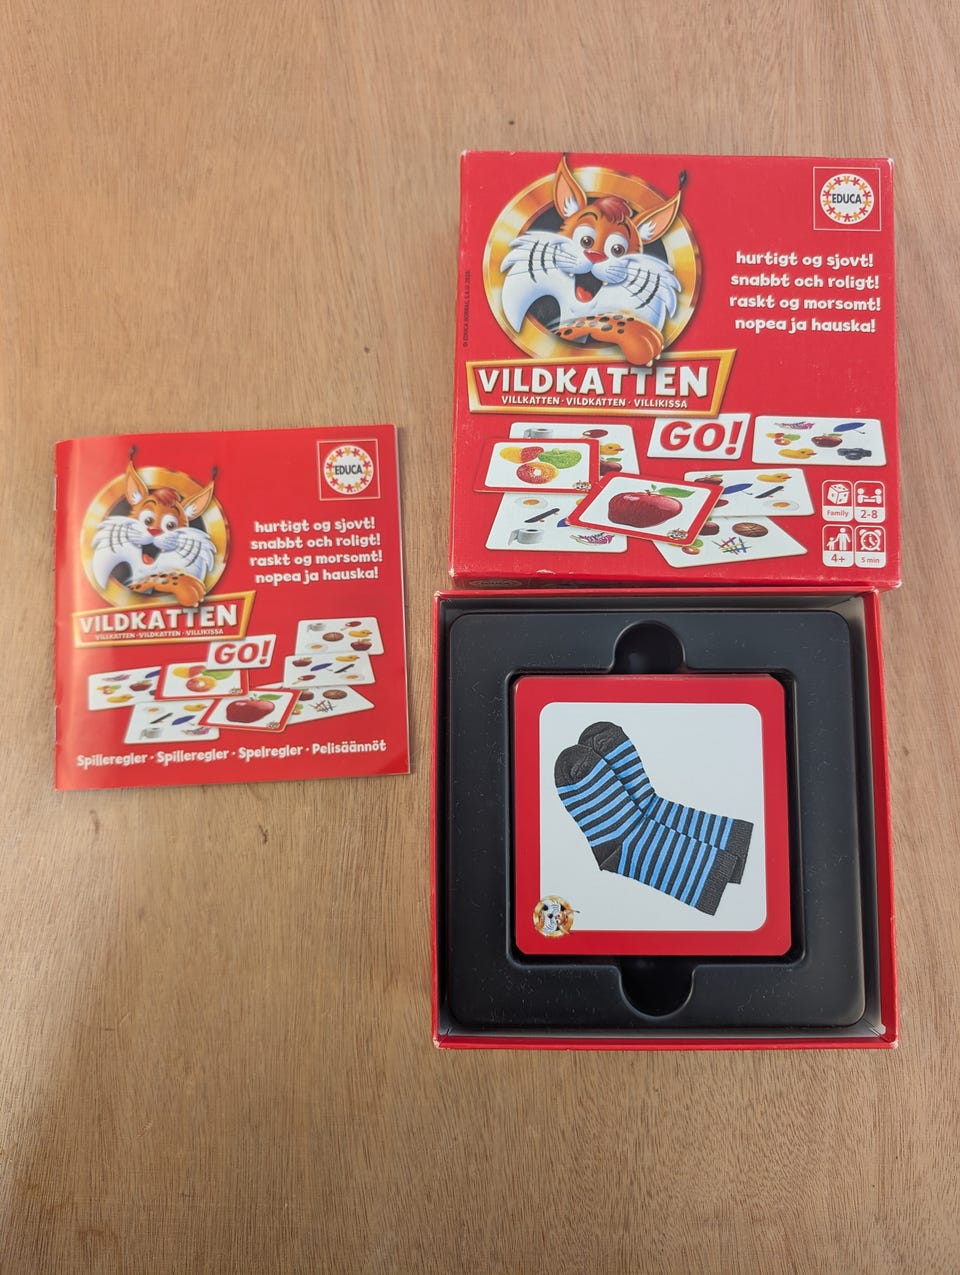 EDUCA
hurtigt og sjovt!
snabbt och roligt!
raskt og morsomt!
nopea ja hauska!
VILDKATTEN
VILLKATTEN · VILDKATTEN · VILLIKISSA
GO!
Family
2-8
4+
5 min
EDUCA
hurtigt og sjovt!
snabbt och roligt!
raskt og morsomt!
nopea ja hauska!
VILDKATTEN
VILLKATTEN · VILDKATTEN · VILLIKISSA
GO!
Spilleregler · Spilleregler · Spelregler · Pelisäännöt